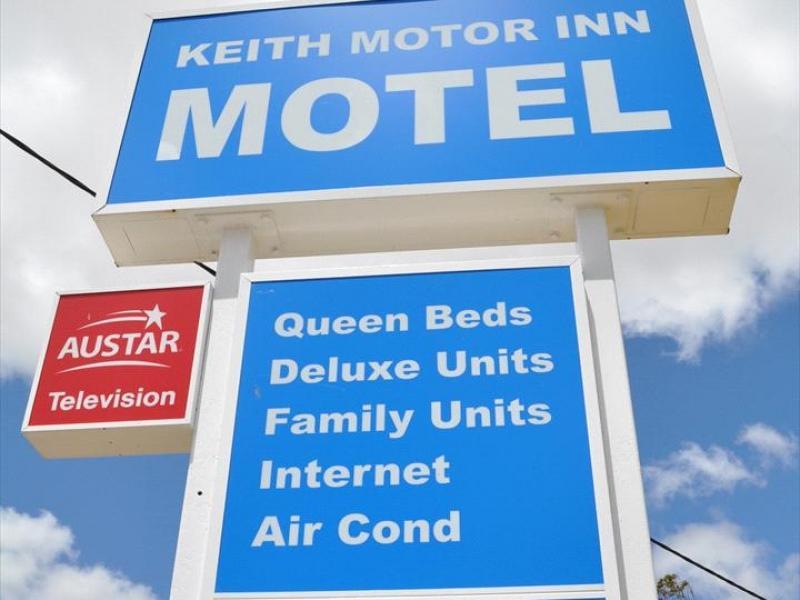 KEITH MOTOR INN
MOTEL
AUSTAR
Television
Queen Beds
Deluxe Units
Family Units
Internet
Air Cond